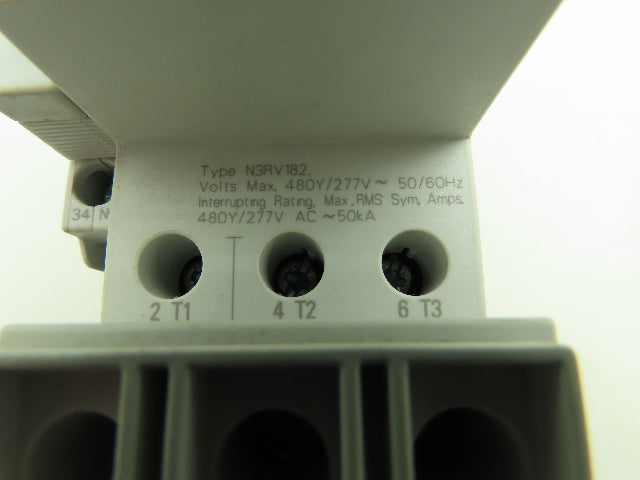 Type N3RV182,
Volts Max. 480Y/277V ~ 50/60Hz
Interrupting Rating, Max. RMS Sym. Amps.
480Y/277V AC ~50kA
34 N
2 T1 4 T2 6 T3